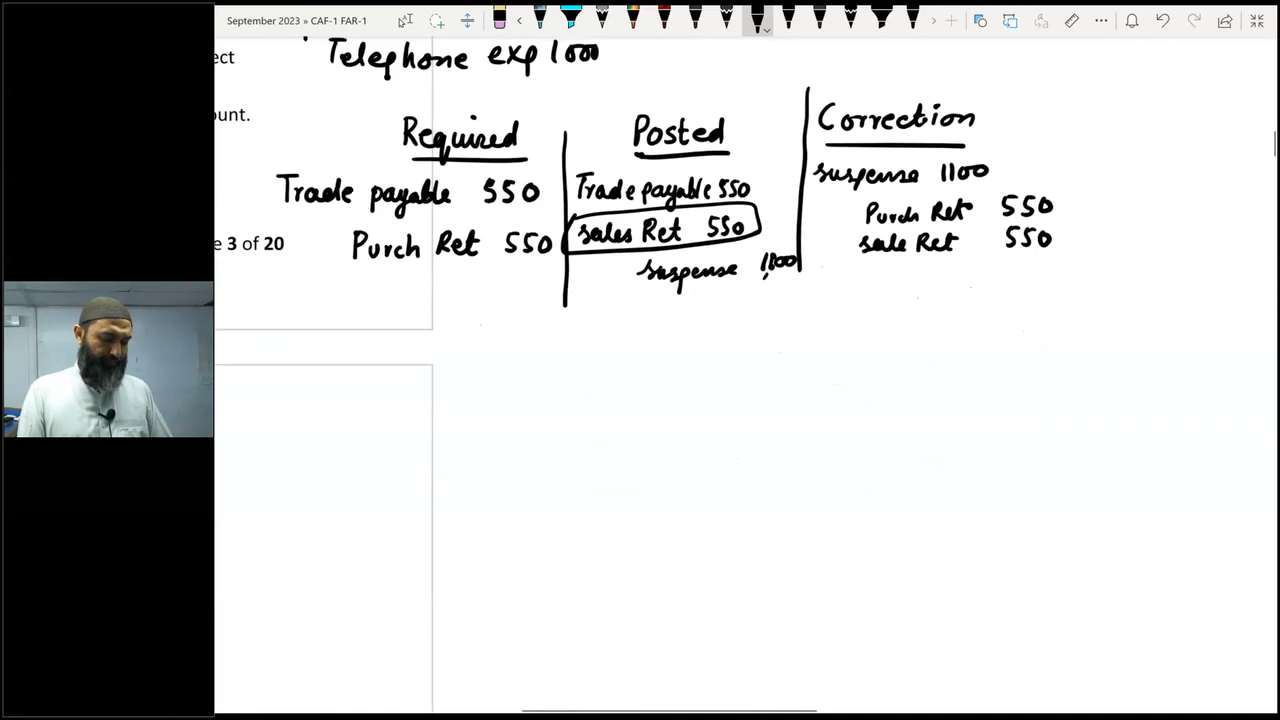 September 2023 » CAF-1 FAR-1
ect
Telephone exp 1000
ount.
Required
Trade payable 550
Purch Ret 550
Posted
Trade payable 550
Sales Ret 550
suspense 1100
Correction
suspense 1100
Purch Ret 550
sale Ret 550
e 3 of 20